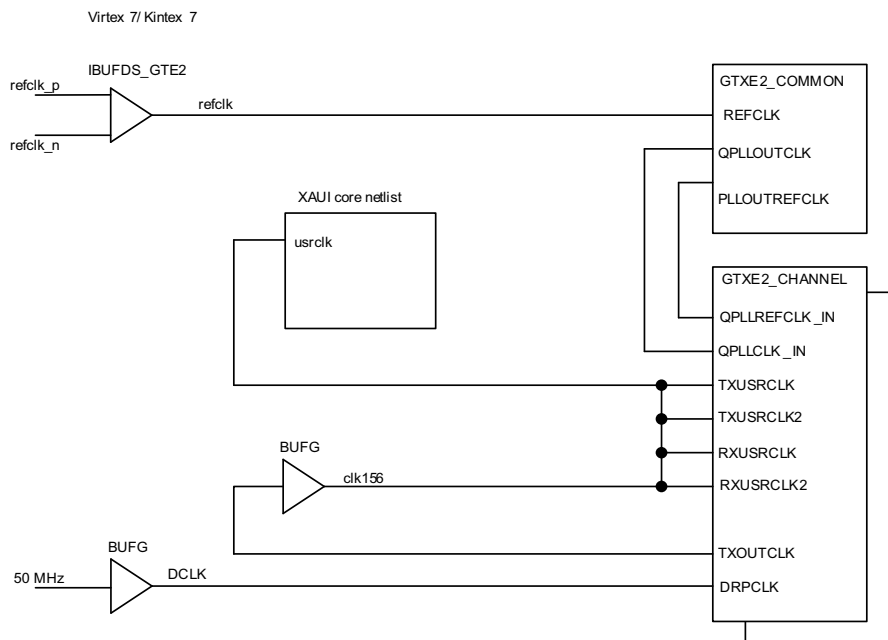 Virtex 7/ Kintex 7
IBUFDS_GTE2
refclk_p
refclk_n
refclk
GTXE2_COMMON
REFCLK
QPLLOUTCLK
PLLOUTREFCLK
XAUI core netlist
usrclk
GTXE2_CHANNEL
QPLLREFCLK_IN
QPLLCLK_IN
TXUSRCLK
TXUSRCLK2
RXUSRCLK
RXUSRCLK2
BUFG
clk156
TXOUTCLK
BUFG
50 MHz
DCLK
DRPCLK